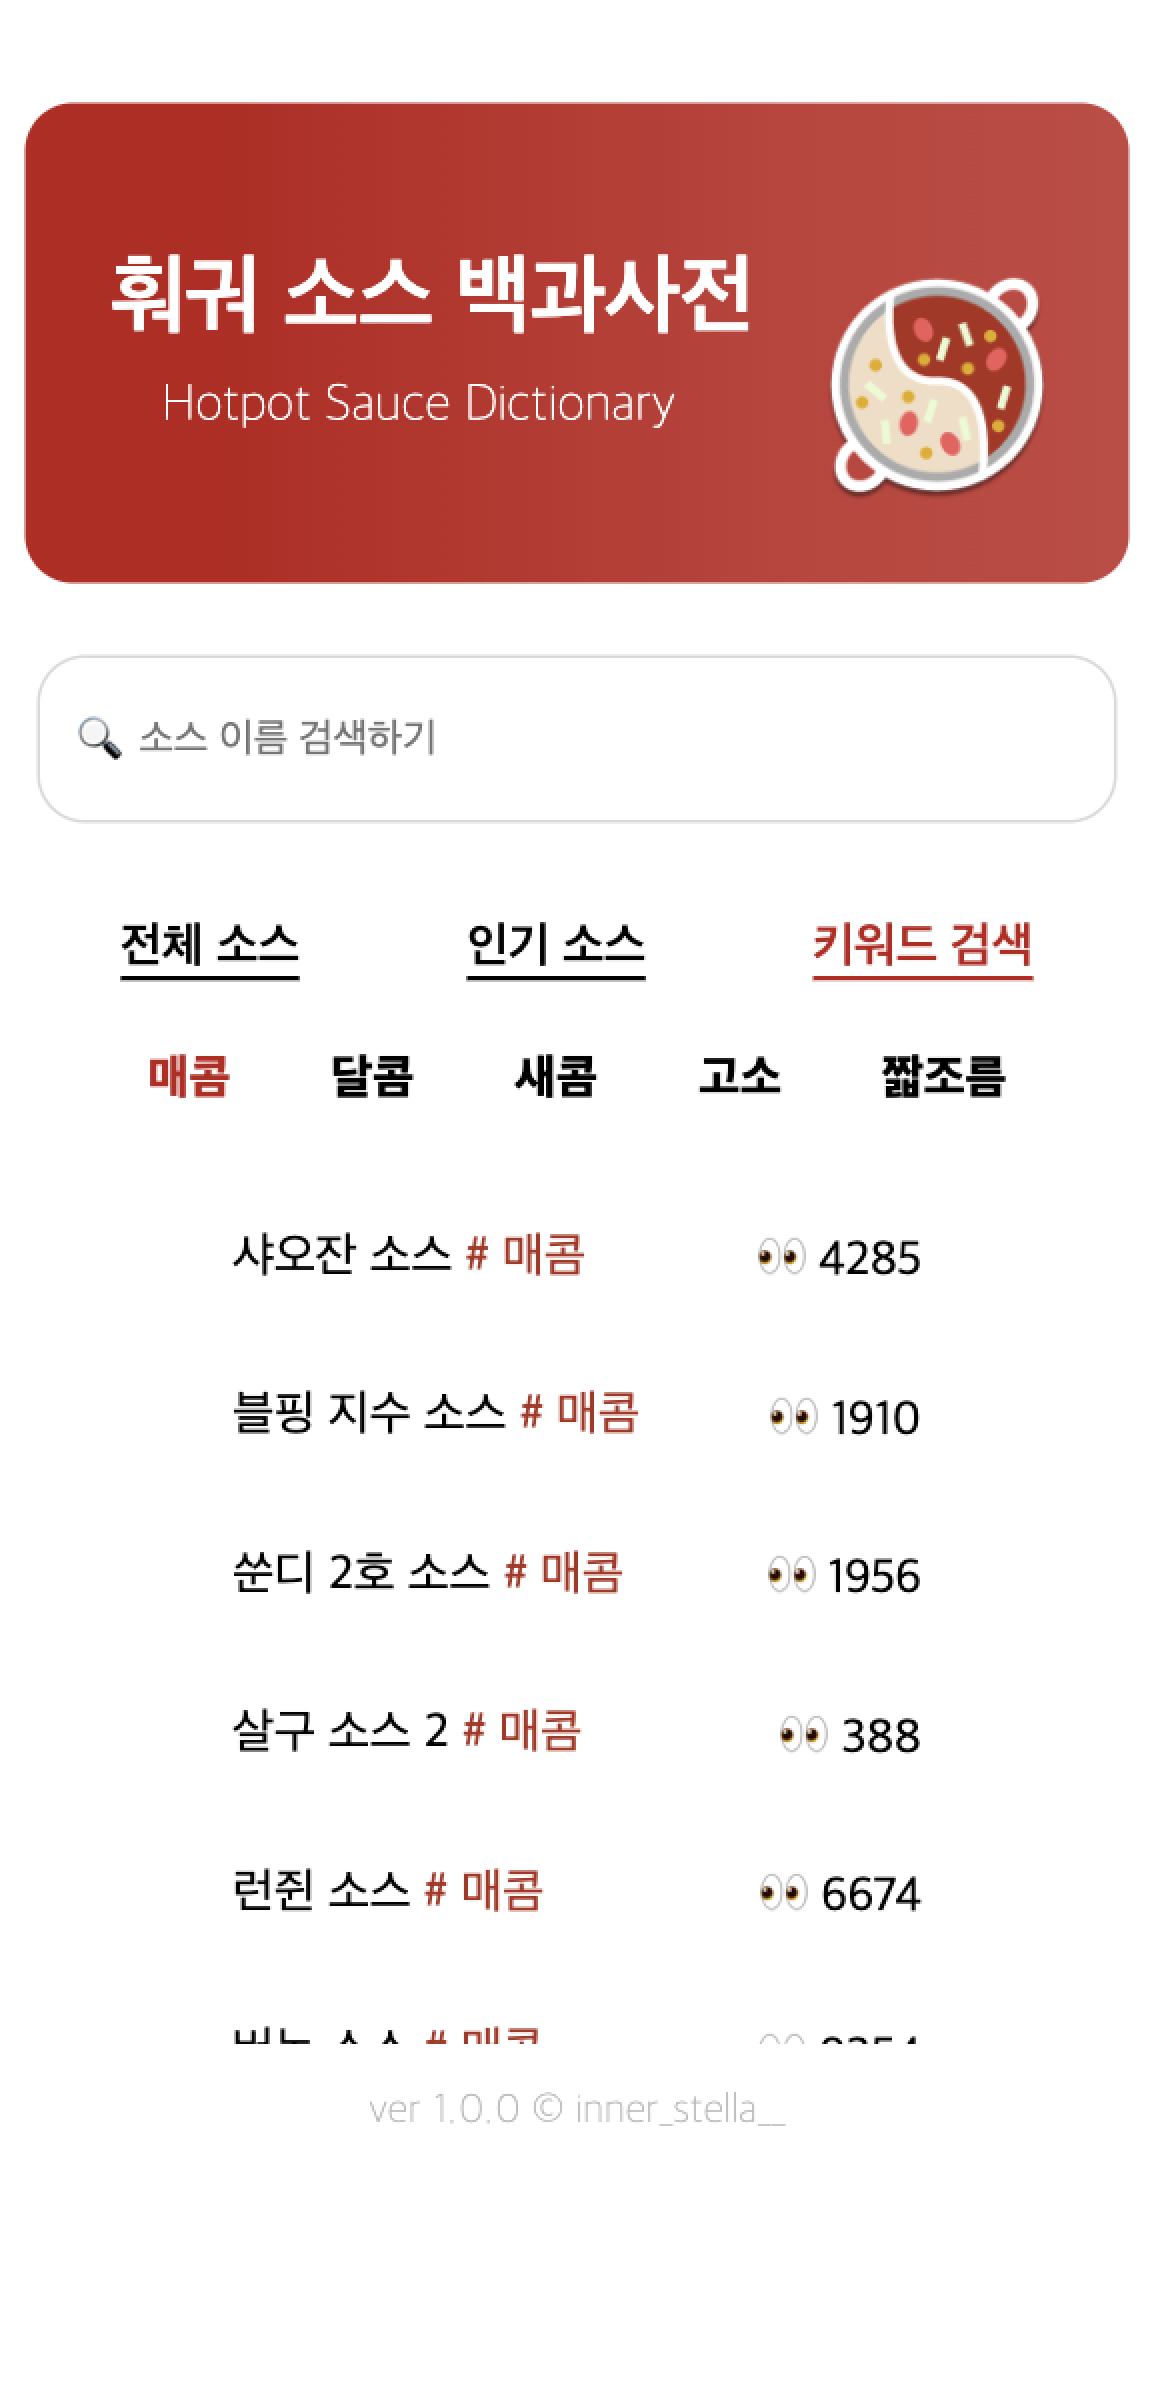 훠궈 소스 백과사전
Hotpot Sauce Dictionary
🔍 소스 이름 검색하기
전체 소스 인기 소스 키워드 검색
매콤 달콤 새콤 고소 짭조름
샤오잔 소스 # 매콤 👀 4285
블핑 지수 소스 # 매콤 👀 1910
쑨디 2호 소스 # 매콤 👀 1956
살구 소스 2 # 매콤 👀 388
런쥔 소스 # 매콤 👀 6674
소스 # 매콤
ver 1.0.0 © inner_stella__